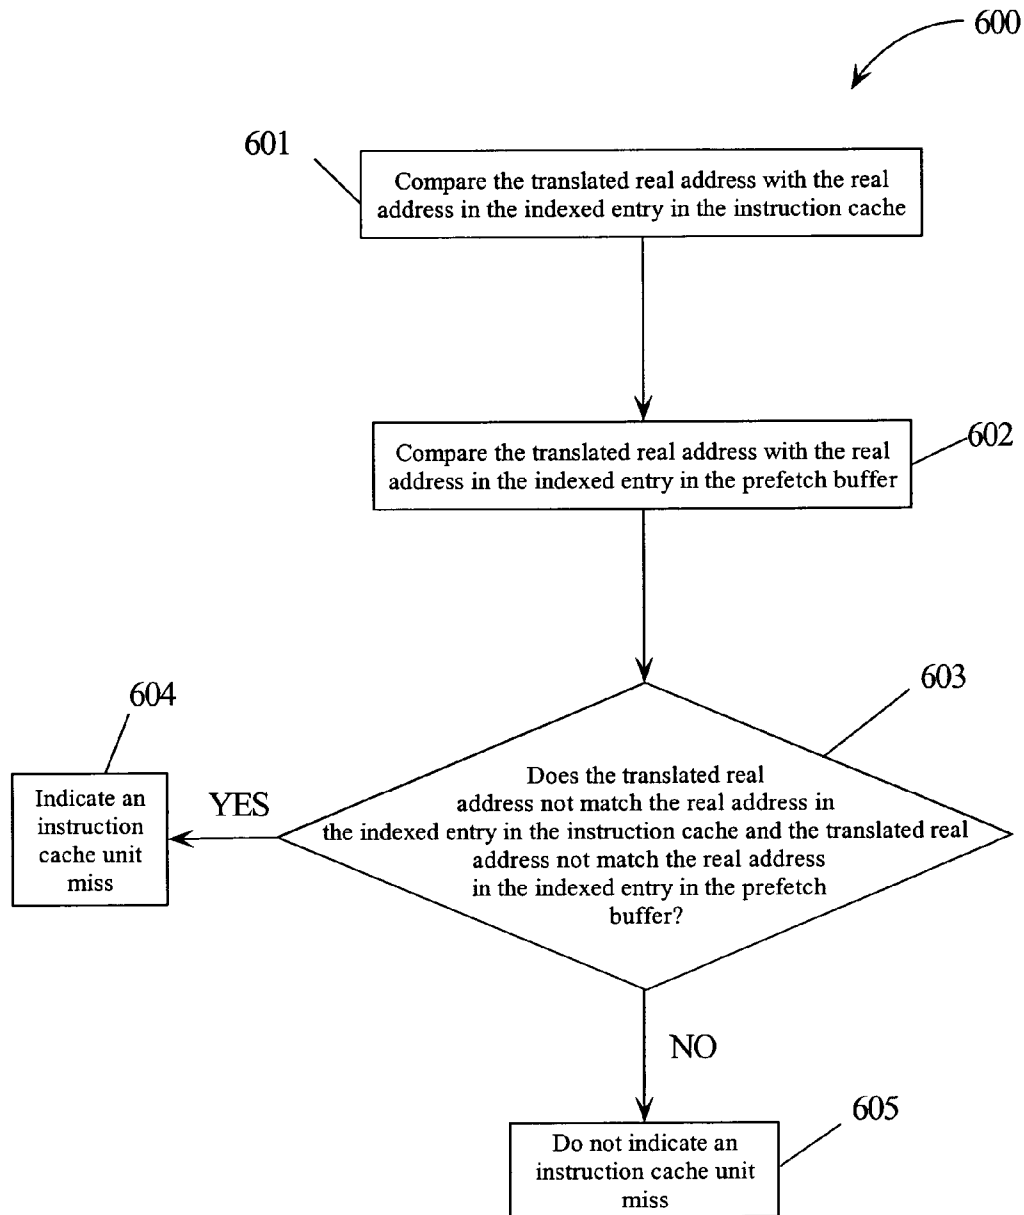 600
601
Compare the translated real address with the real
address in the indexed entry in the instruction cache
602
Compare the translated real address with the real
address in the indexed entry in the prefetch buffer
603
604
Does the translated real
address not match the real address in
the indexed entry in the instruction cache and the translated real
address not match the real address
in the indexed entry in the prefetch
buffer?
YES
Indicate an
instruction
cache unit
miss
NO
605
Do not indicate an
instruction cache unit
miss